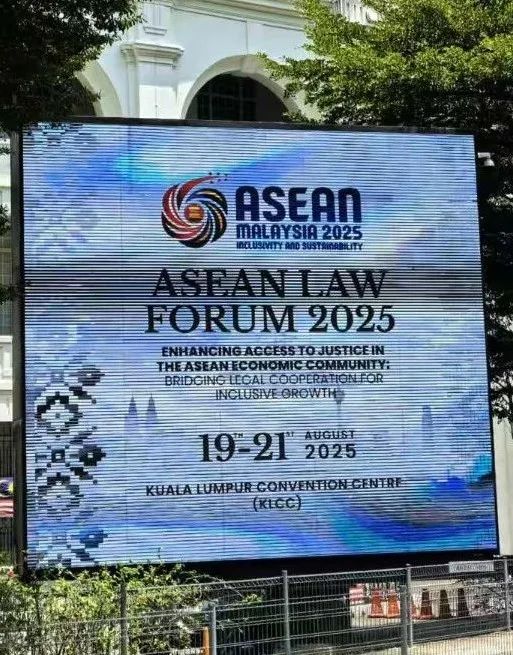 ASEAN
MALAYSIA 2025
INCLUSIVITY AND SUSTAINABILITY
ASEAN LAW
FORUM 2025
ENHANCING ACCESS TO JUSTICE IN
THE ASEAN ECONOMIC COMMUNITY:
BRIDGING LEGAL COOPERATION FOR
INCLUSIVE GROWTH
19TH-21ST AUGUST
2025
KUALA LUMPUR CONVENTION CENTRE
(KLCC)